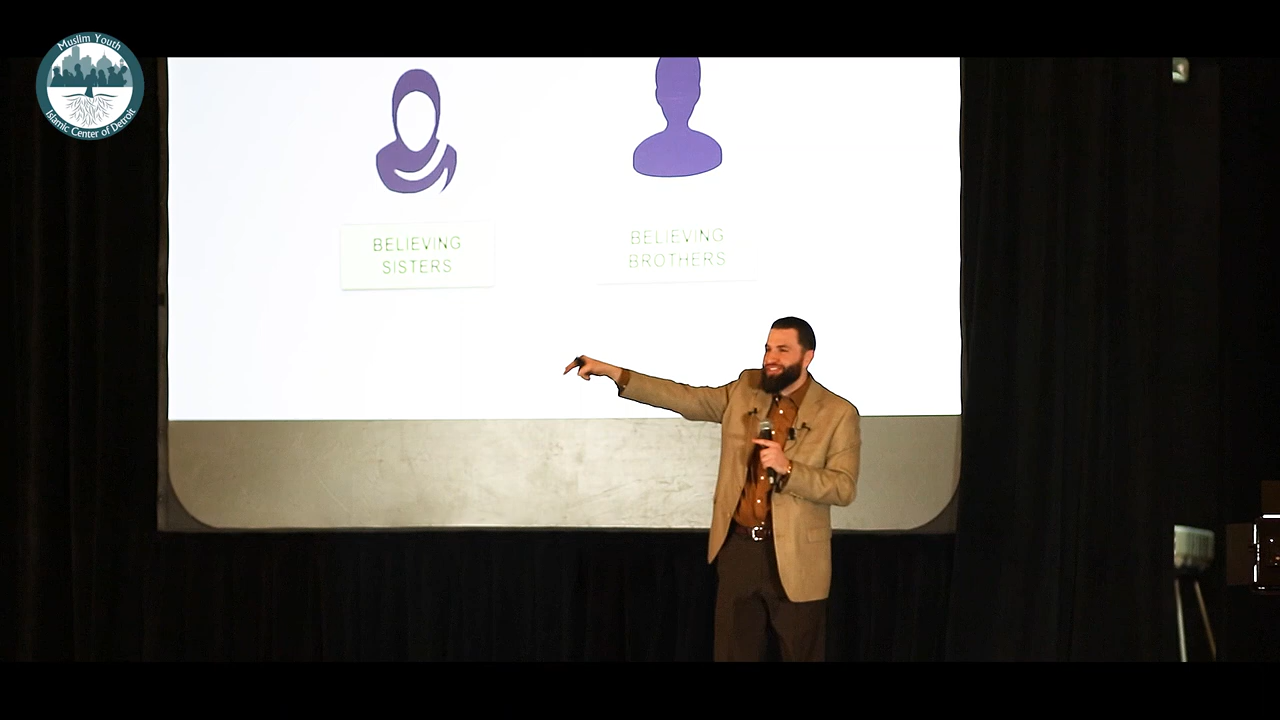 Muslim Youth
Islamic Center of Detroit
BELIEVING
SISTERS
BELIEVING
BROTHERS